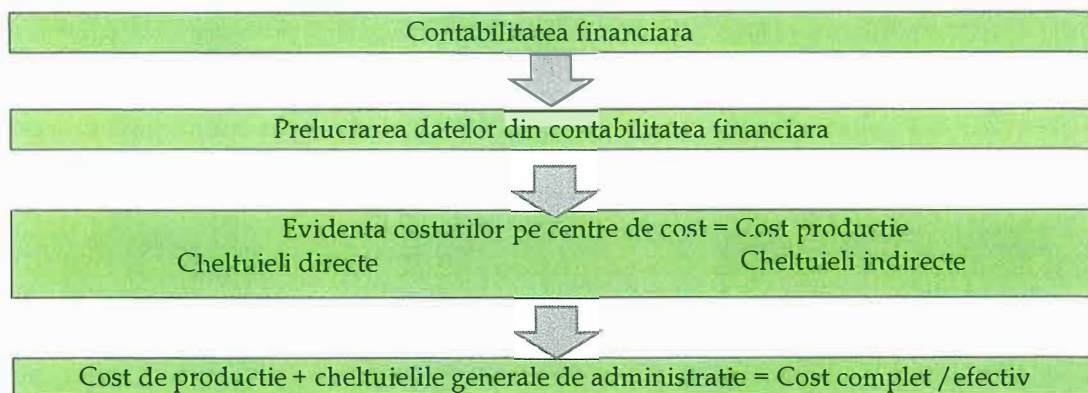 Contabilitatea financiara
Prelucrarea datelor din contabilitatea financiara
Evidenta costurilor pe centre de cost = Cost productie
Cheltuieli directe Cheltuieli indirecte
Cost de productie + cheltuielile generale de administratie = Cost complet /efectiv